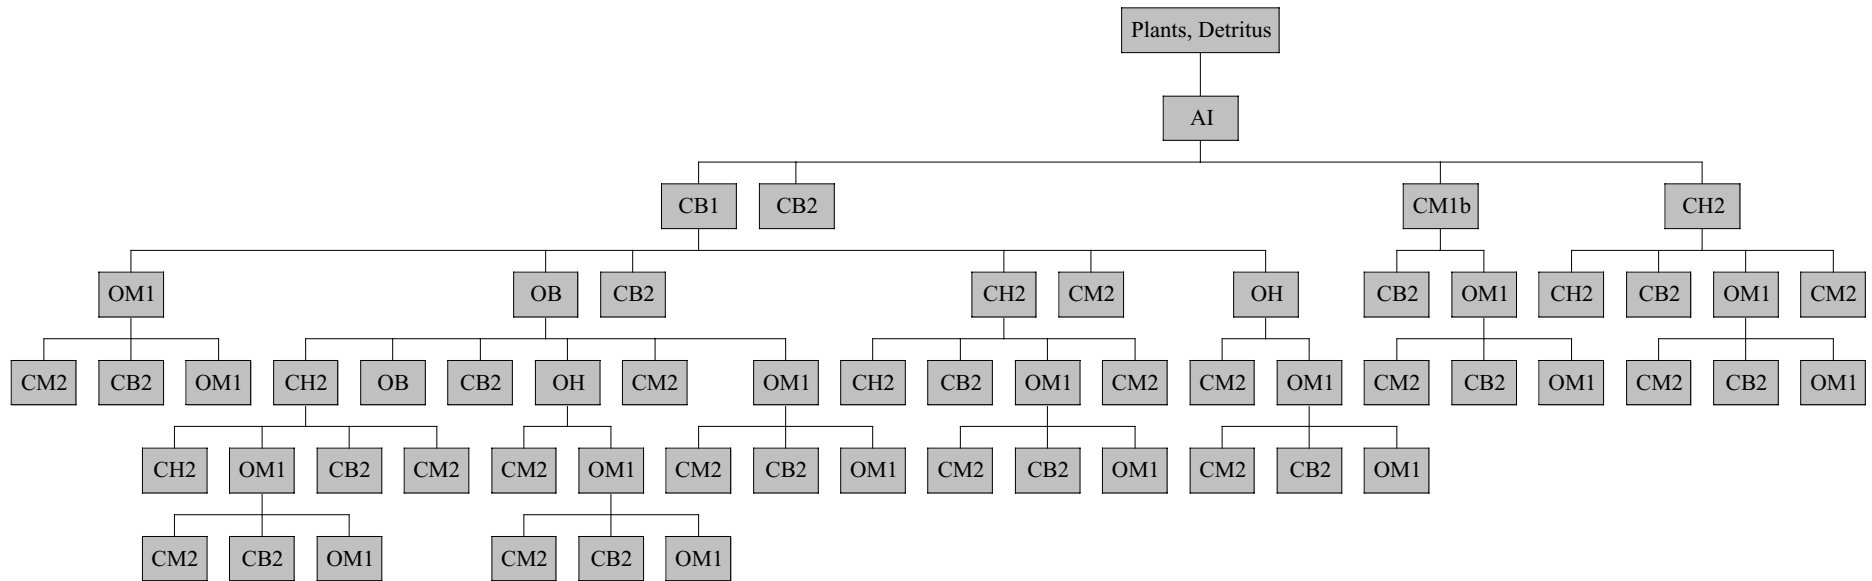 Plants, Detritus
AI
CB1 CB2 CM1b CH2
OM1 OB CB2 CH2 CM2 OH CB2 OM1 CH2 CB2 OM1 CM2
CM2 CB2 OM1 CH2 OB CB2 OH CM2 OM1 CH2 CB2 OM1 CM2 CM2 OM1 CM2 CB2 OM1 CM2 CB2 OM1
CH2 OM1 CB2 CM2 CM2 OM1 CM2 CB2 OM1 CM2 CB2 OM1 CM2 CB2 OM1
CM2 CB2 OM1 CM2 CB2 OM1